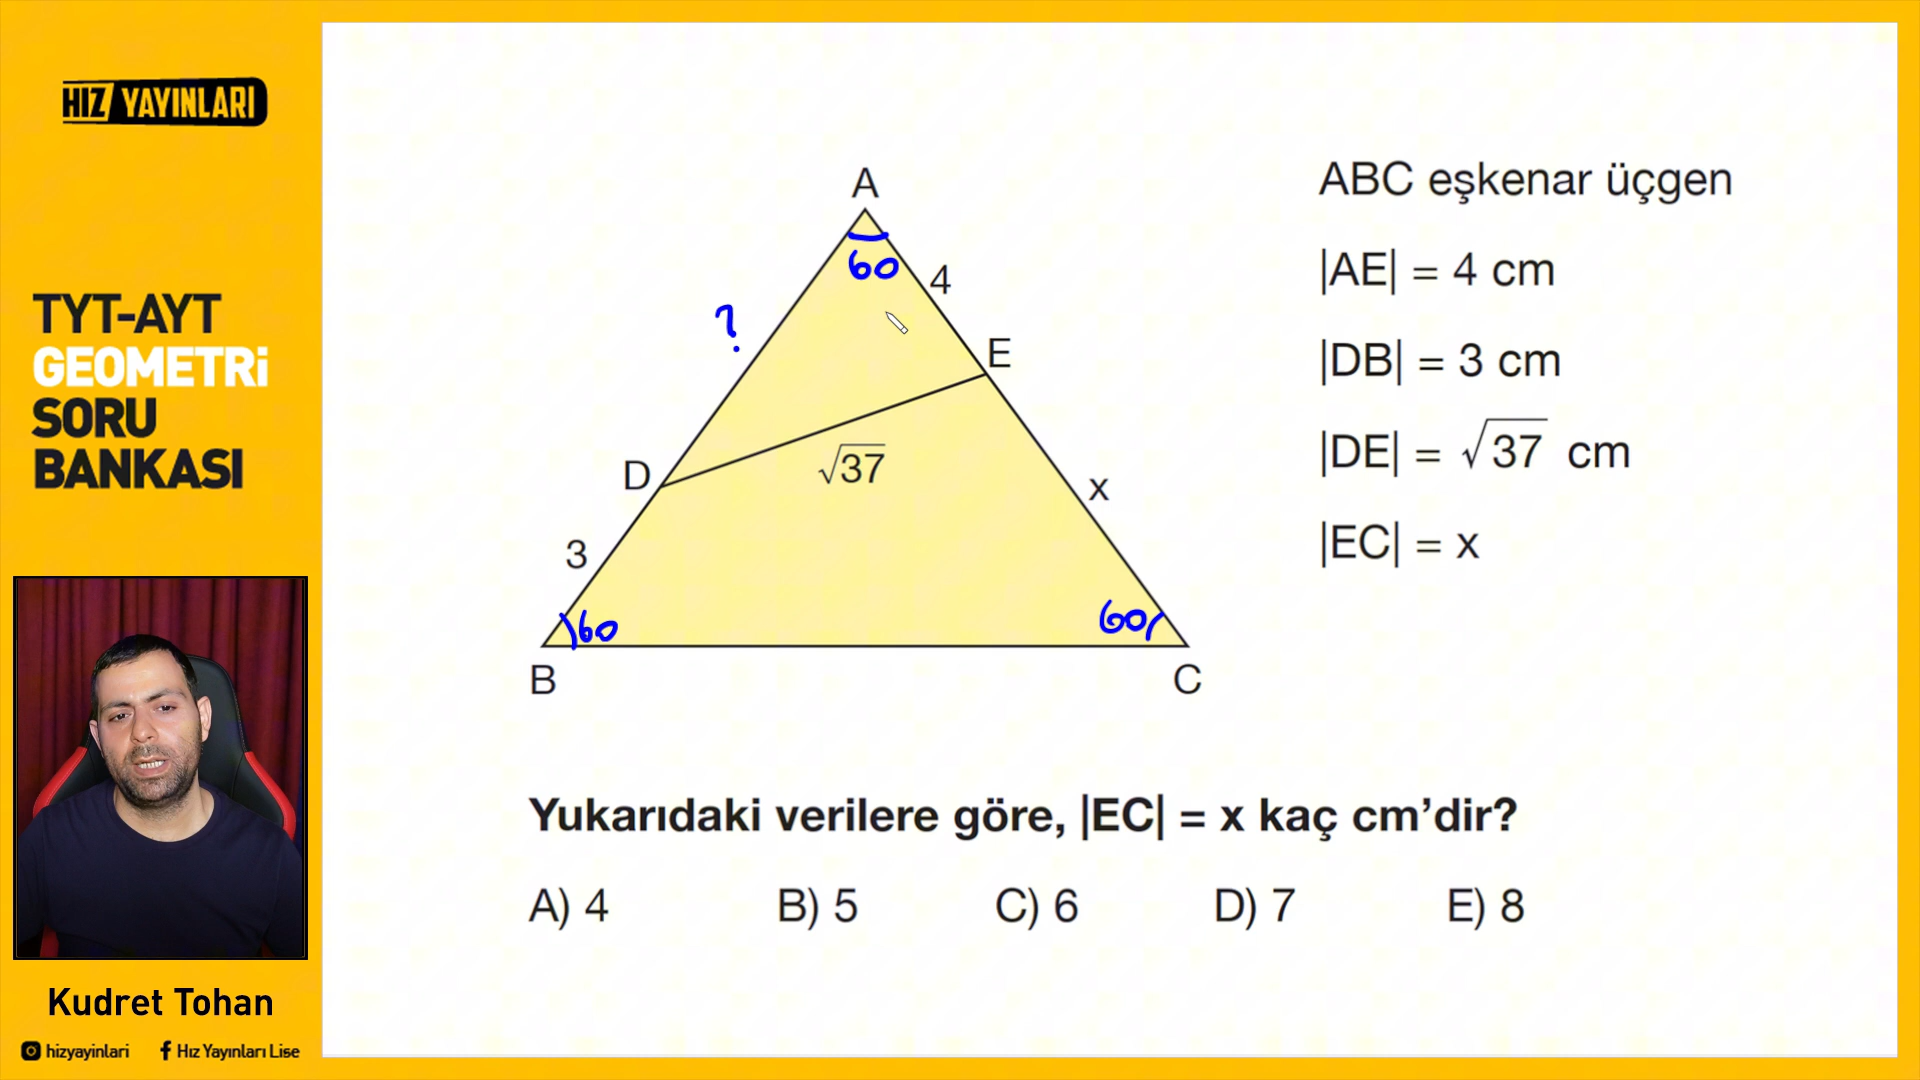 HIZ YAYINLARI
TYT-AYT
GEOMETRİ
SORU
BANKASI
Kudret Tohan
hizyayinlari
Hız Yayınları Lise
A
60
4
?
E
D
√37
x
3
60
60
B
C
ABC eşkenar üçgen
|AE| = 4 cm
|DB| = 3 cm
|DE| = √37 cm
|EC| = x
Yukarıdaki verilere göre, |EC| = x kaç cm’dir?
A) 4 B) 5 C) 6 D) 7 E) 8